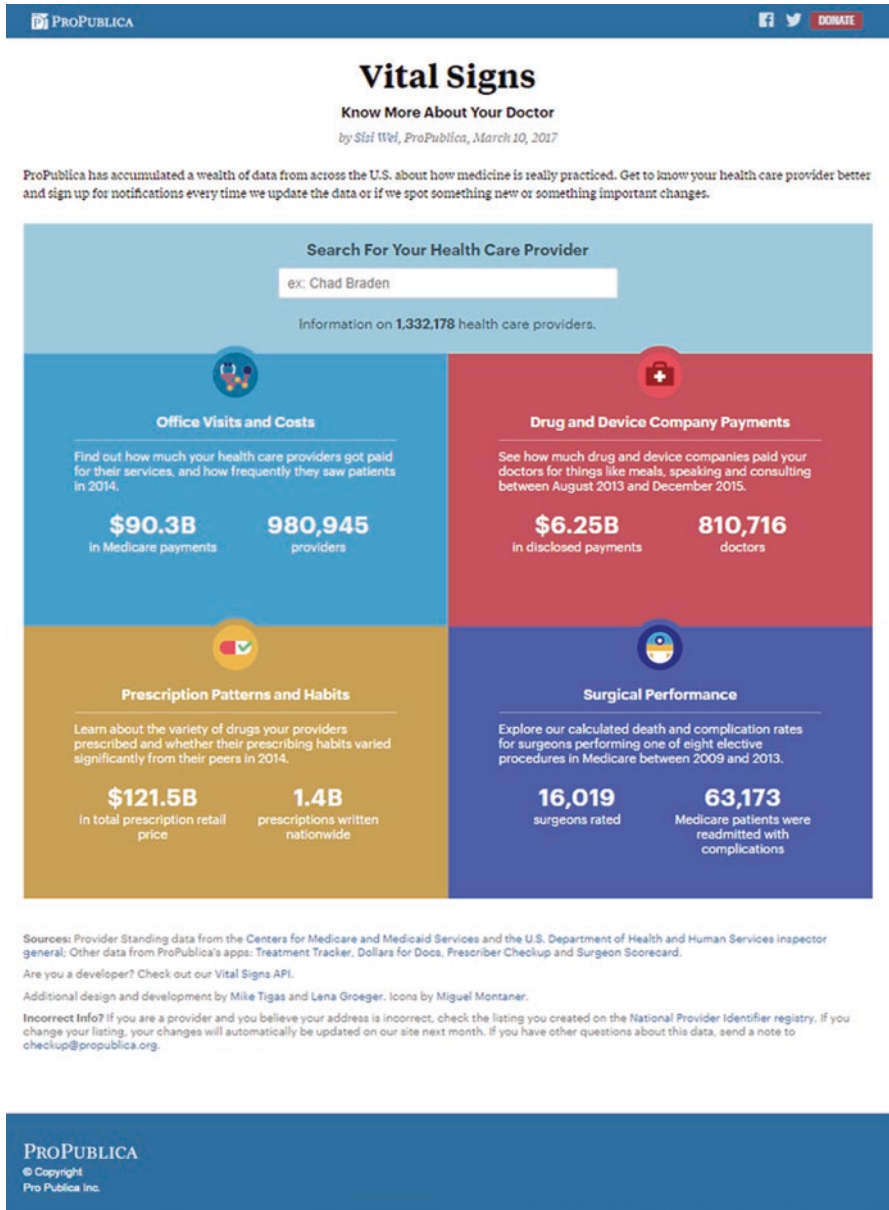 PROPUBLICA
DONATE
Vital Signs
Know More About Your Doctor
by Sisi Wei, ProPublica, March 10, 2017
ProPublica has accumulated a wealth of data from across the U.S. about how medicine is really practiced. Get to know your health care provider better
and sign up for notifications every time we update the data or if we spot something new or something important changes.
Search For Your Health Care Provider
ex: Chad Braden
Information on 1,332,178 health care providers.
Office Visits and Costs
Find out how much your health care providers got paid
for their services, and how frequently they saw patients
in 2014.
$90.3B
in Medicare payments
980,945
providers
Drug and Device Company Payments
See how much drug and device companies paid your
doctors for things like meals, speaking and consulting
between August 2013 and December 2015.
$6.25B
in disclosed payments
810,716
doctors
Prescription Patterns and Habits
Learn about the variety of drugs your providers
prescribed and whether their prescribing habits varied
significantly from their peers in 2014.
$121.5B
in total prescription retail
price
1.4B
prescriptions written
nationwide
Surgical Performance
Explore our calculated death and complication rates
for surgeons performing one of eight elective
procedures in Medicare between 2009 and 2013.
16,019
surgeons rated
63,173
Medicare patients were
readmitted with
complications
Sources: Provider Standing data from the Centers for Medicare and Medicaid Services and the U.S. Department of Health and Human Services inspector
general; Other data from ProPublica's apps: Treatment Tracker, Dollars for Docs, Prescriber Checkup and Surgeon Scorecard.
Are you a developer? Check out our Vital Signs API.
Additional design and development by Mike Tigas and Lena Groeger. Icons by Miguel Montaner.
Incorrect Info? If you are a provider and you believe your address is incorrect, check the listing you created on the National Provider Identifier registry. If you
change your listing, your changes will automatically be updated on our site next month. If you have other questions about this data, send a note to
checkup@propublica.org.
PROPUBLICA
© Copyright
Pro Publica Inc.